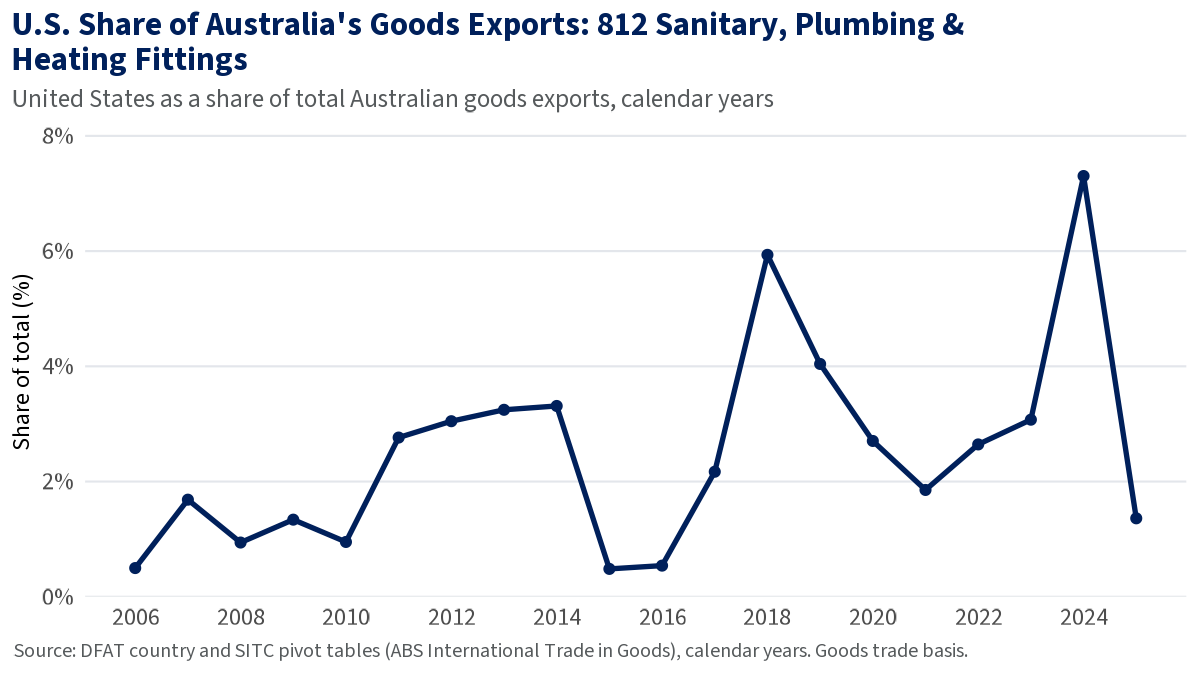 U.S. Share of Australia's Goods Exports: 812 Sanitary, Plumbing &
Heating Fittings
United States as a share of total Australian goods exports, calendar years
Share of total (%)
8%
6%
4%
2%
0%
2006 2008 2010 2012 2014 2016 2018 2020 2022 2024
Source: DFAT country and SITC pivot tables (ABS International Trade in Goods), calendar years. Goods trade basis.